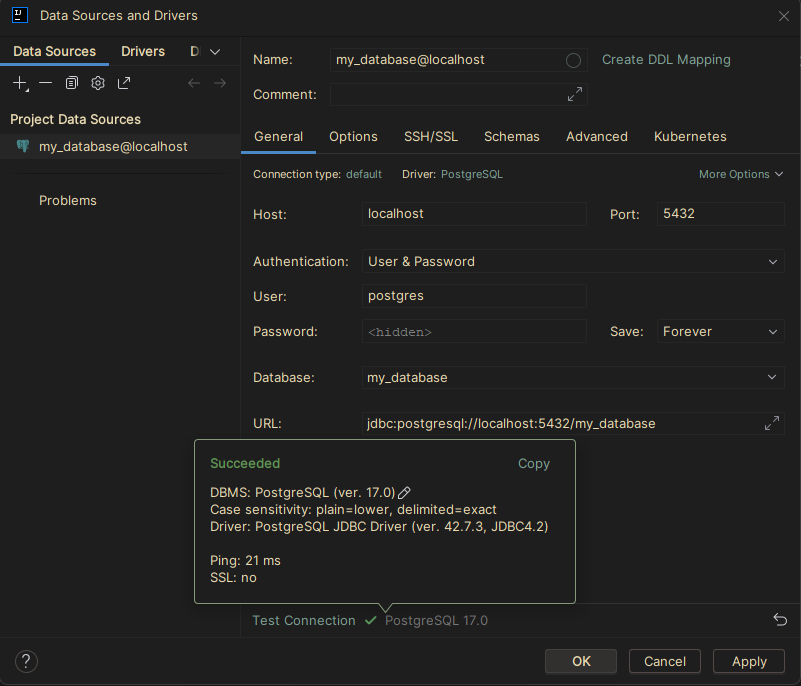 IJ Data Sources and Drivers
Data Sources Drivers D
Project Data Sources
my_database@localhost
Problems
Name: my_database@localhost Create DDL Mapping
Comment:
General Options SSH/SSL Schemas Advanced Kubernetes
Connection type: default Driver: PostgreSQL More Options
Host: localhost Port: 5432
Authentication: User & Password
User: postgres
Password: <hidden> Save: Forever
Database: my_database
URL: jdbc:postgresql://localhost:5432/my_database
Succeeded Copy
DBMS: PostgreSQL (ver. 17.0)
Case sensitivity: plain=lower, delimited=exact
Driver: PostgreSQL JDBC Driver (ver. 42.7.3, JDBC4.2)
Ping: 21 ms
SSL: no
Test Connection PostgreSQL 17.0
? OK Cancel Apply